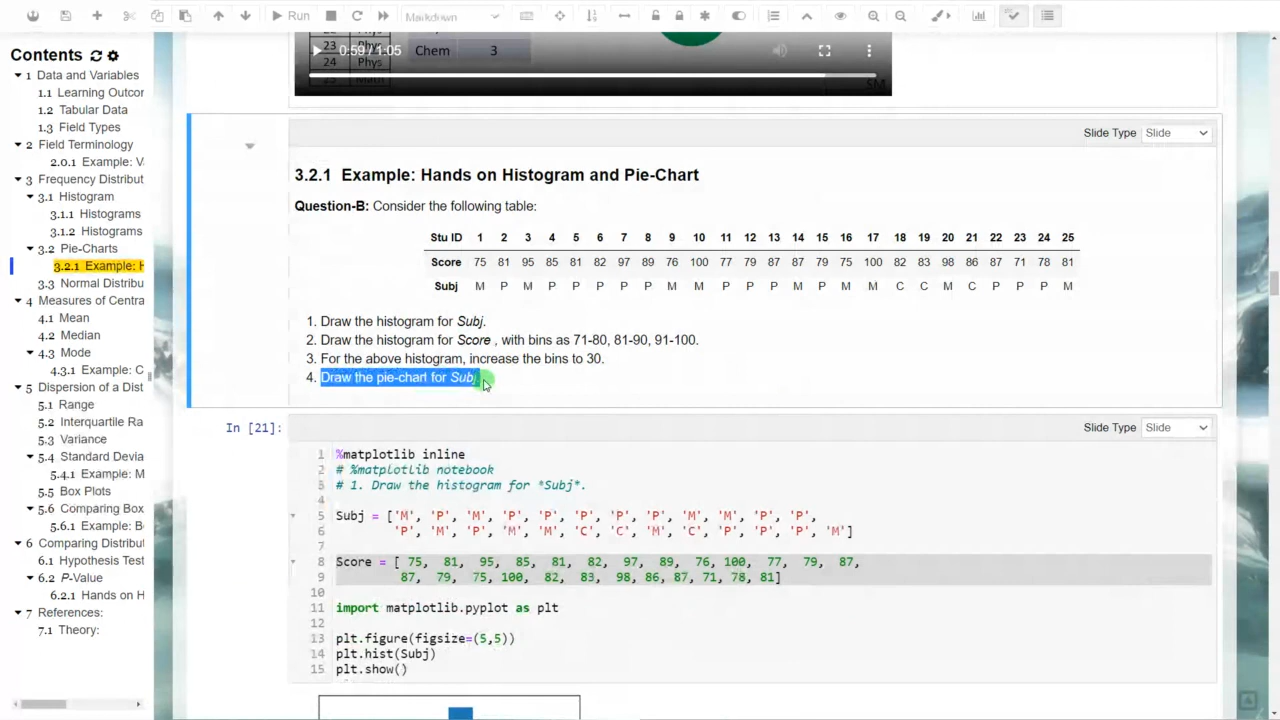 Run
Markdown
23 Phys
24 Phys
Chem 3
0:59 / 1:05
Contents
1 Data and Variables
1.1 Learning Outcor
1.2 Tabular Data
1.3 Field Types
2 Field Terminology
2.0.1 Example: V
3 Frequency Distribut
3.1 Histogram
3.1.1 Histograms
3.1.2 Histograms
3.2 Pie-Charts
3.2.1 Example: H
3.3 Normal Distribu
4 Measures of Centra
4.1 Mean
4.2 Median
4.3 Mode
4.3.1 Example: C
5 Dispersion of a Dist
5.1 Range
5.2 Interquartile Ra
5.3 Variance
5.4 Standard Devia
5.4.1 Example: M
5.5 Box Plots
5.6 Comparing Box
5.6.1 Example: B
6 Comparing Distribut
6.1 Hypothesis Test
6.2 P-Value
6.2.1 Hands on H
7 References:
7.1 Theory:
Slide Type Slide
3.2.1 Example: Hands on Histogram and Pie-Chart
Question-B: Consider the following table:
Stu ID 1 2 3 4 5 6 7 8 9 10 11 12 13 14 15 16 17 18 19 20 21 22 23 24 25
Score 75 81 95 85 81 82 97 89 76 100 77 79 87 87 79 75 100 82 83 98 86 87 71 78 81
Subj M P M P P P P P M M P P P M P M M C C M C P P P M
1. Draw the histogram for Subj.
2. Draw the histogram for Score , with bins as 71-80, 81-90, 91-100.
3. For the above histogram, increase the bins to 30.
4. Draw the pie-chart for Subj
In [21]:
Slide Type Slide
1 %matplotlib inline
2 # %matplotlib notebook
3 # 1. Draw the histogram for *Subj*.
4
5 Subj = ['M', 'P', 'M', 'P', 'P', 'P', 'P', 'P', 'M', 'M', 'P', 'P',
6 'P', 'M', 'P', 'M', 'M', 'C', 'C', 'M', 'C', 'P', 'P', 'P', 'M']
7
8 Score = [ 75, 81, 95, 85, 81, 82, 97, 89, 76, 100, 77, 79, 87,
9 87, 79, 75, 100, 82, 83, 98, 86, 87, 71, 78, 81]
10
11 import matplotlib.pyplot as plt
12
13 plt.figure(figsize=(5,5))
14 plt.hist(Subj)
15 plt.show()